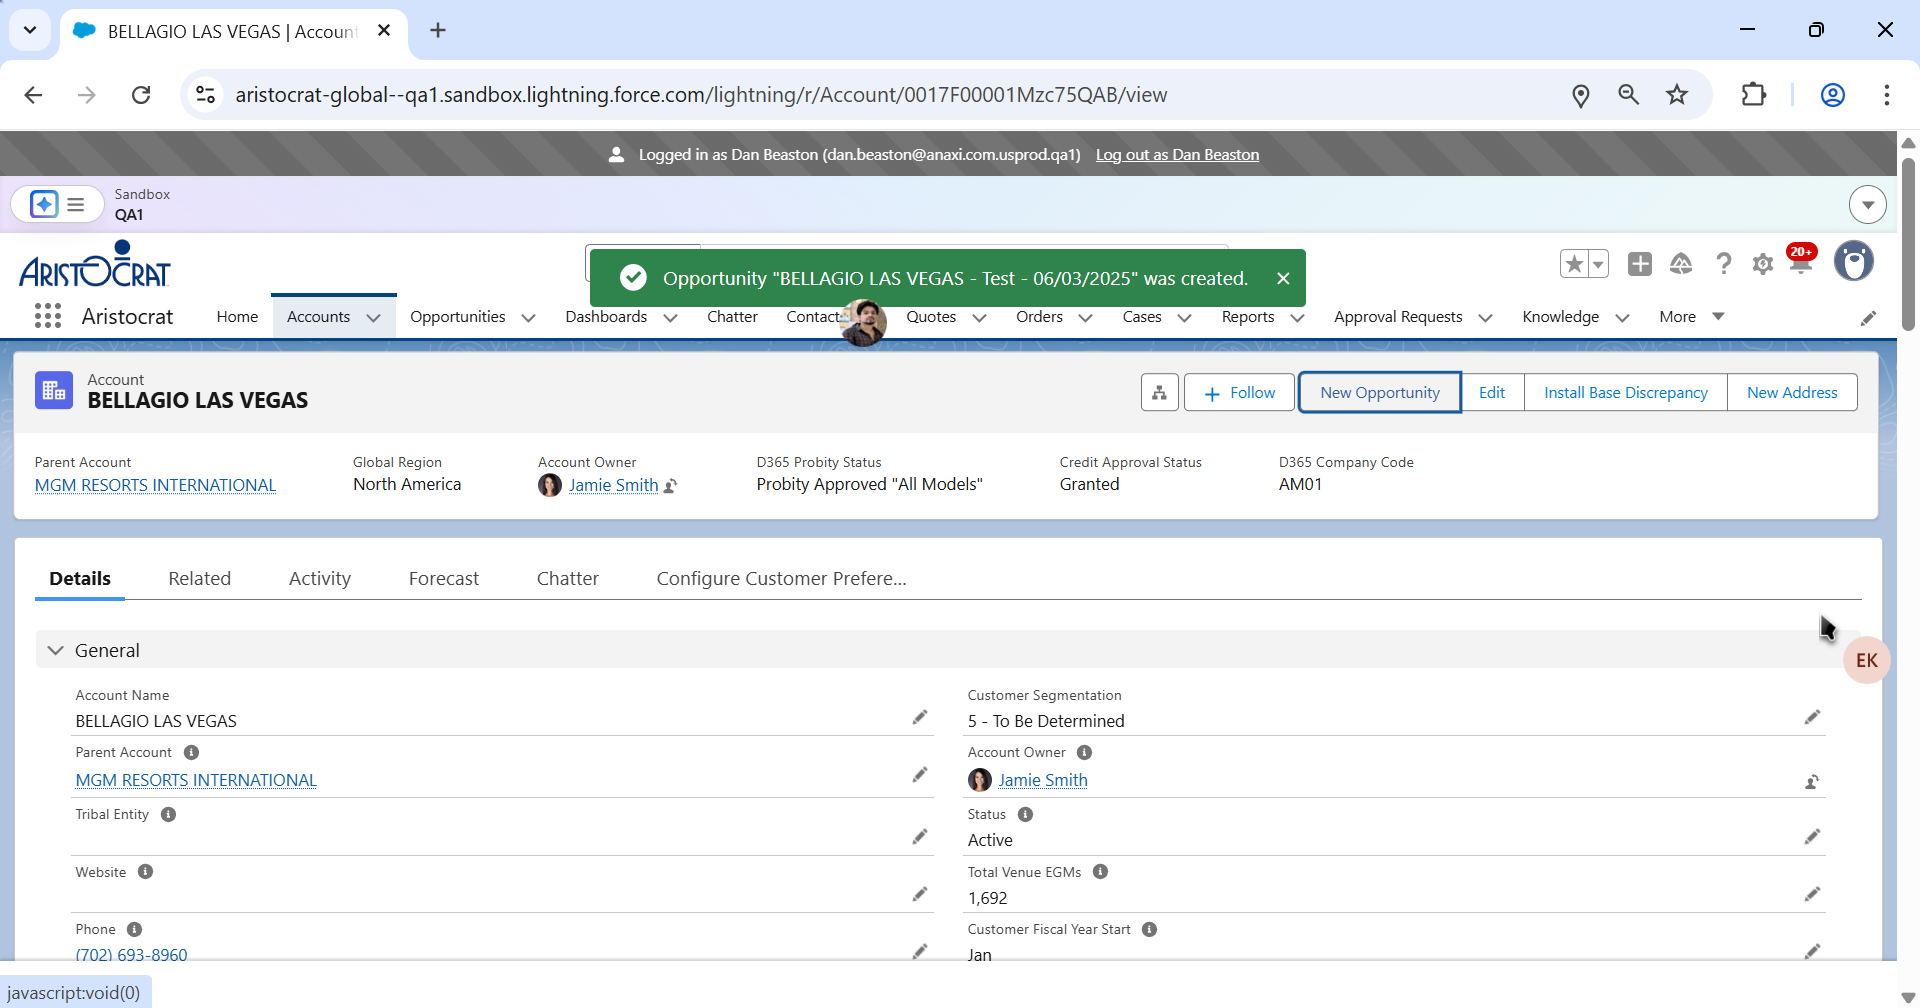 BELLAGIO LAS VEGAS | Accoun
aristocrat-global--qa1.sandbox.lightning.force.com/lightning/r/Account/0017F00001Mzc75QAB/view
Logged in as Dan Beaston (dan.beaston@anaxi.com.usprod.qa1) Log out as Dan Beaston
Sandbox
QA1
ARISTOCRAT
Opportunity "BELLAGIO LAS VEGAS - Test - 06/03/2025" was created.
20+
Aristocrat Home Accounts Opportunities Dashboards Chatter Contact Quotes Orders Cases Reports Approval Requests Knowledge More
Account
BELLAGIO LAS VEGAS
Follow New Opportunity Edit Install Base Discrepancy New Address
Parent Account Global Region Account Owner D365 Probity Status Credit Approval Status D365 Company Code
MGM RESORTS INTERNATIONAL North America Jamie Smith Probity Approved "All Models" Granted AM01
Details Related Activity Forecast Chatter Configure Customer Prefere...
General
EK
Account Name Customer Segmentation
BELLAGIO LAS VEGAS 5 - To Be Determined
Parent Account Account Owner
MGM RESORTS INTERNATIONAL Jamie Smith
Tribal Entity Status
Active
Website Total Venue EGMs
1,692
Phone Customer Fiscal Year Start
(702) 693-8960 Jan
javascript:void(0)